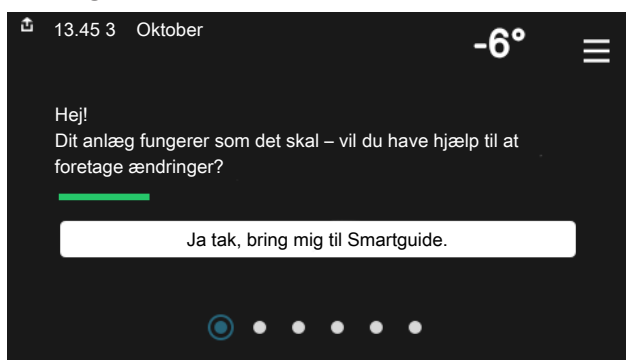 13.45 3 Oktober
-6°
Hej!
Dit anlæg fungerer som det skal – vil du have hjælp til at
foretage ændringer?
Ja tak, bring mig til Smartguide.